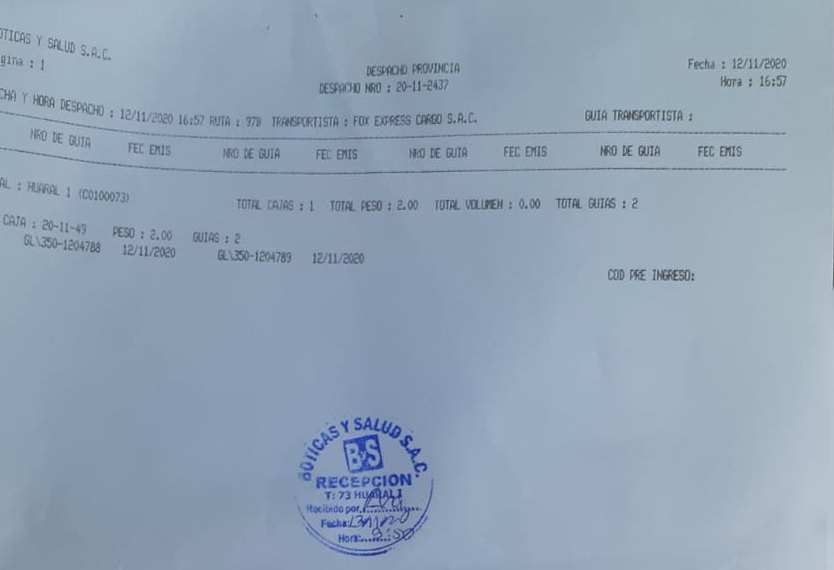 OTICAS Y SALUD S.A.C.
gina : 1
DESPACHO PROVINCIA
DESPACHO NRO : 20-11-2437
Fecha : 12/11/2020
Hora : 16:57
CHA Y HORA DESPACHO : 12/11/2020 16:57 RUTA : 978 TRANSPORTISTA : FOX EXPRESS CARGO S.A.C. GUIA TRANSPORTISTA :
NRO DE GUIA FEC EMIS NRO DE GUIA FEC EMIS NRO DE GUIA FEC EMIS NRO DE GUIA FEC EMIS
AL : HUARAL 1 (C0100073) TOTAL CAJAS : 1 TOTAL PESO : 2.00 TOTAL VOLUMEN : 0.00 TOTAL GUIAS : 2
CAJA : 20-11-49 PESO : 2.00 GUIAS : 2
GL\350-1204788 12/11/2020 GL\350-1204789 12/11/2020
COD PRE INGRESO:
BOTICAS Y SALUD S.A.C.
B&S
RECEPCION
T: 73 HUARAL I
Recibido por
Fecha: 13/11/20
Hora: 9:50